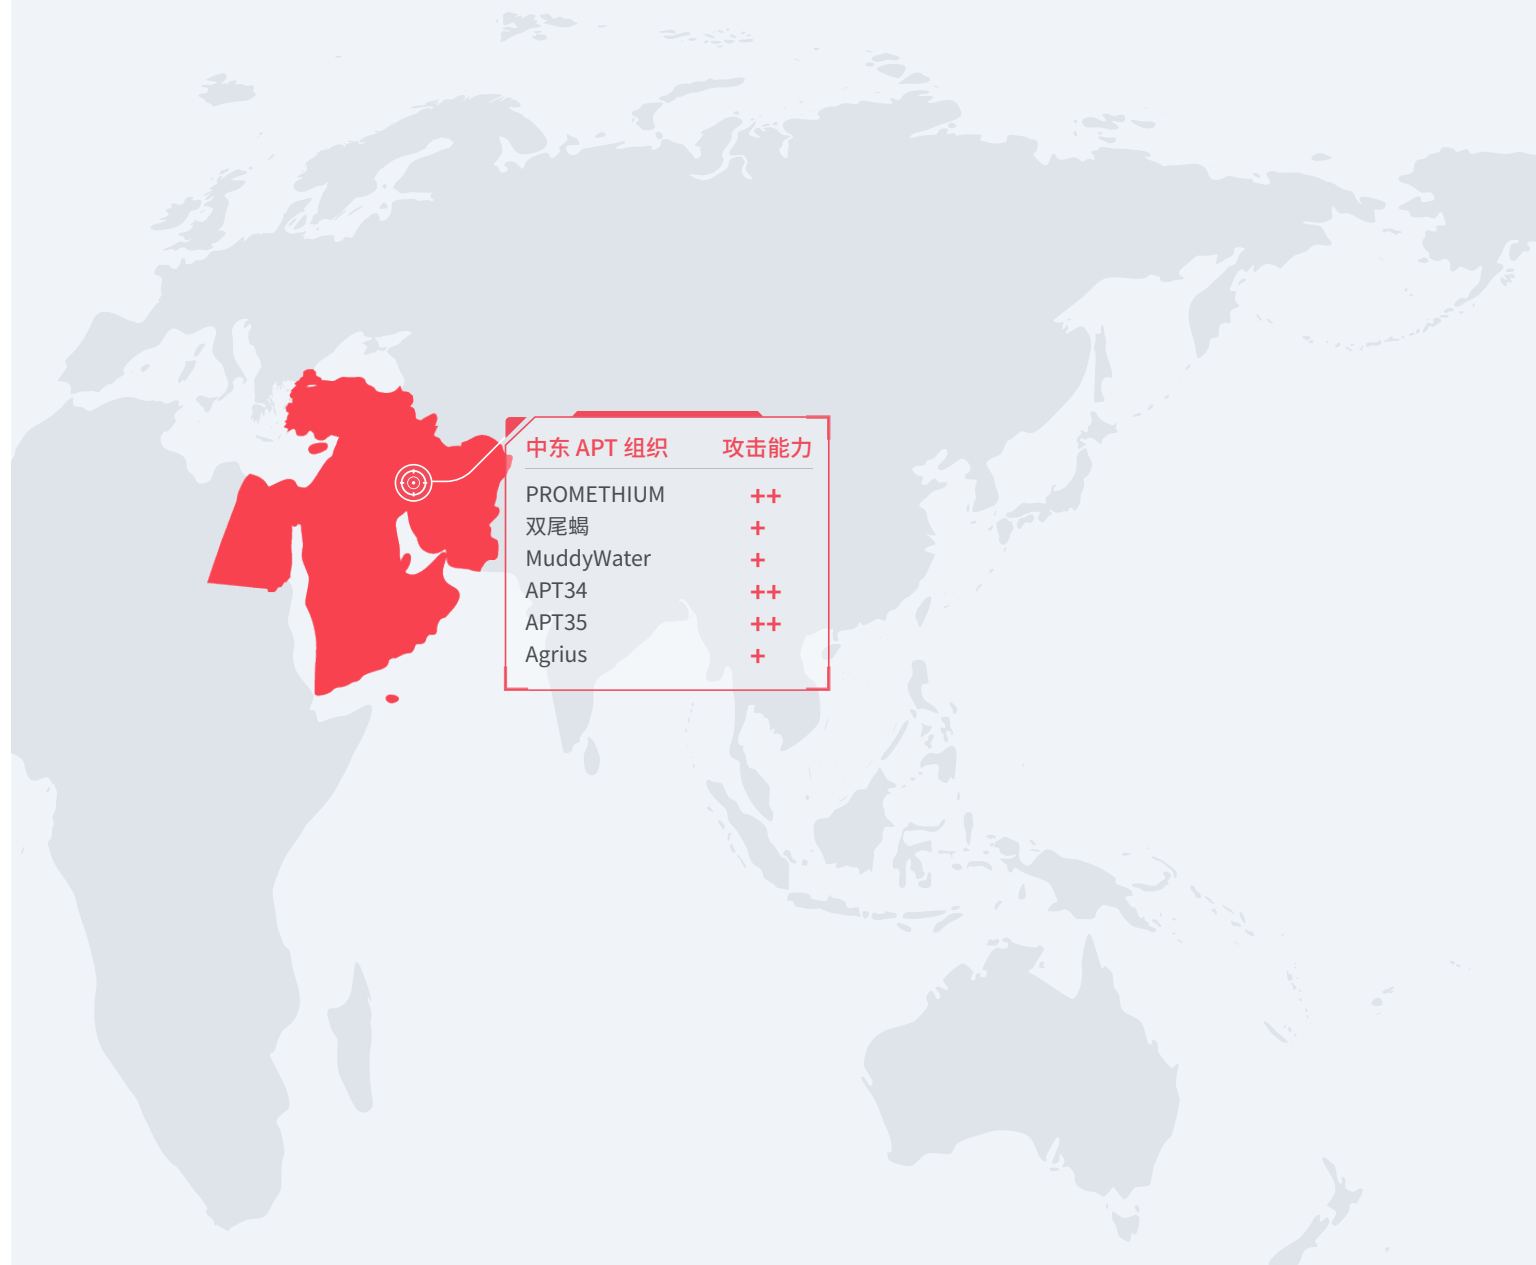 中东 APT 组织 攻击能力
PROMETHIUM ++
双尾蝎 +
MuddyWater +
APT34 ++
APT35 ++
Agrius +